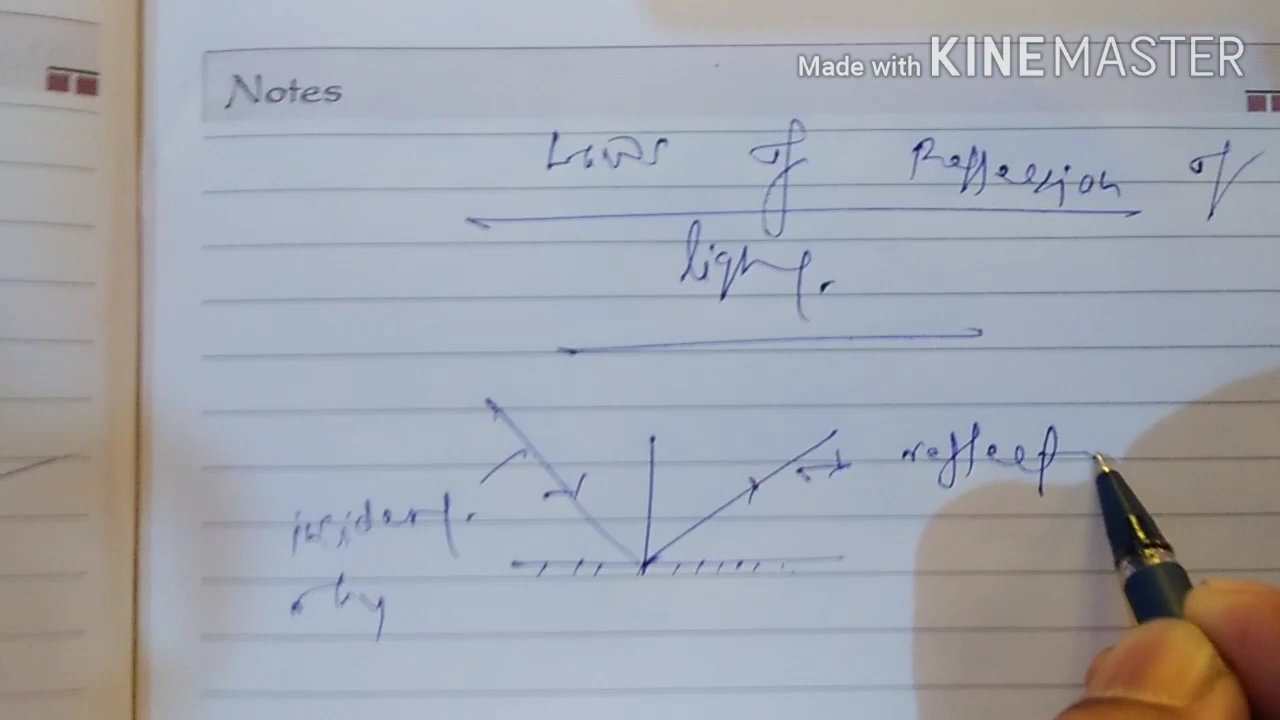 Made with KINEMASTER
Notes
Laws of Reflection of
light.
reflect
incident.
ray